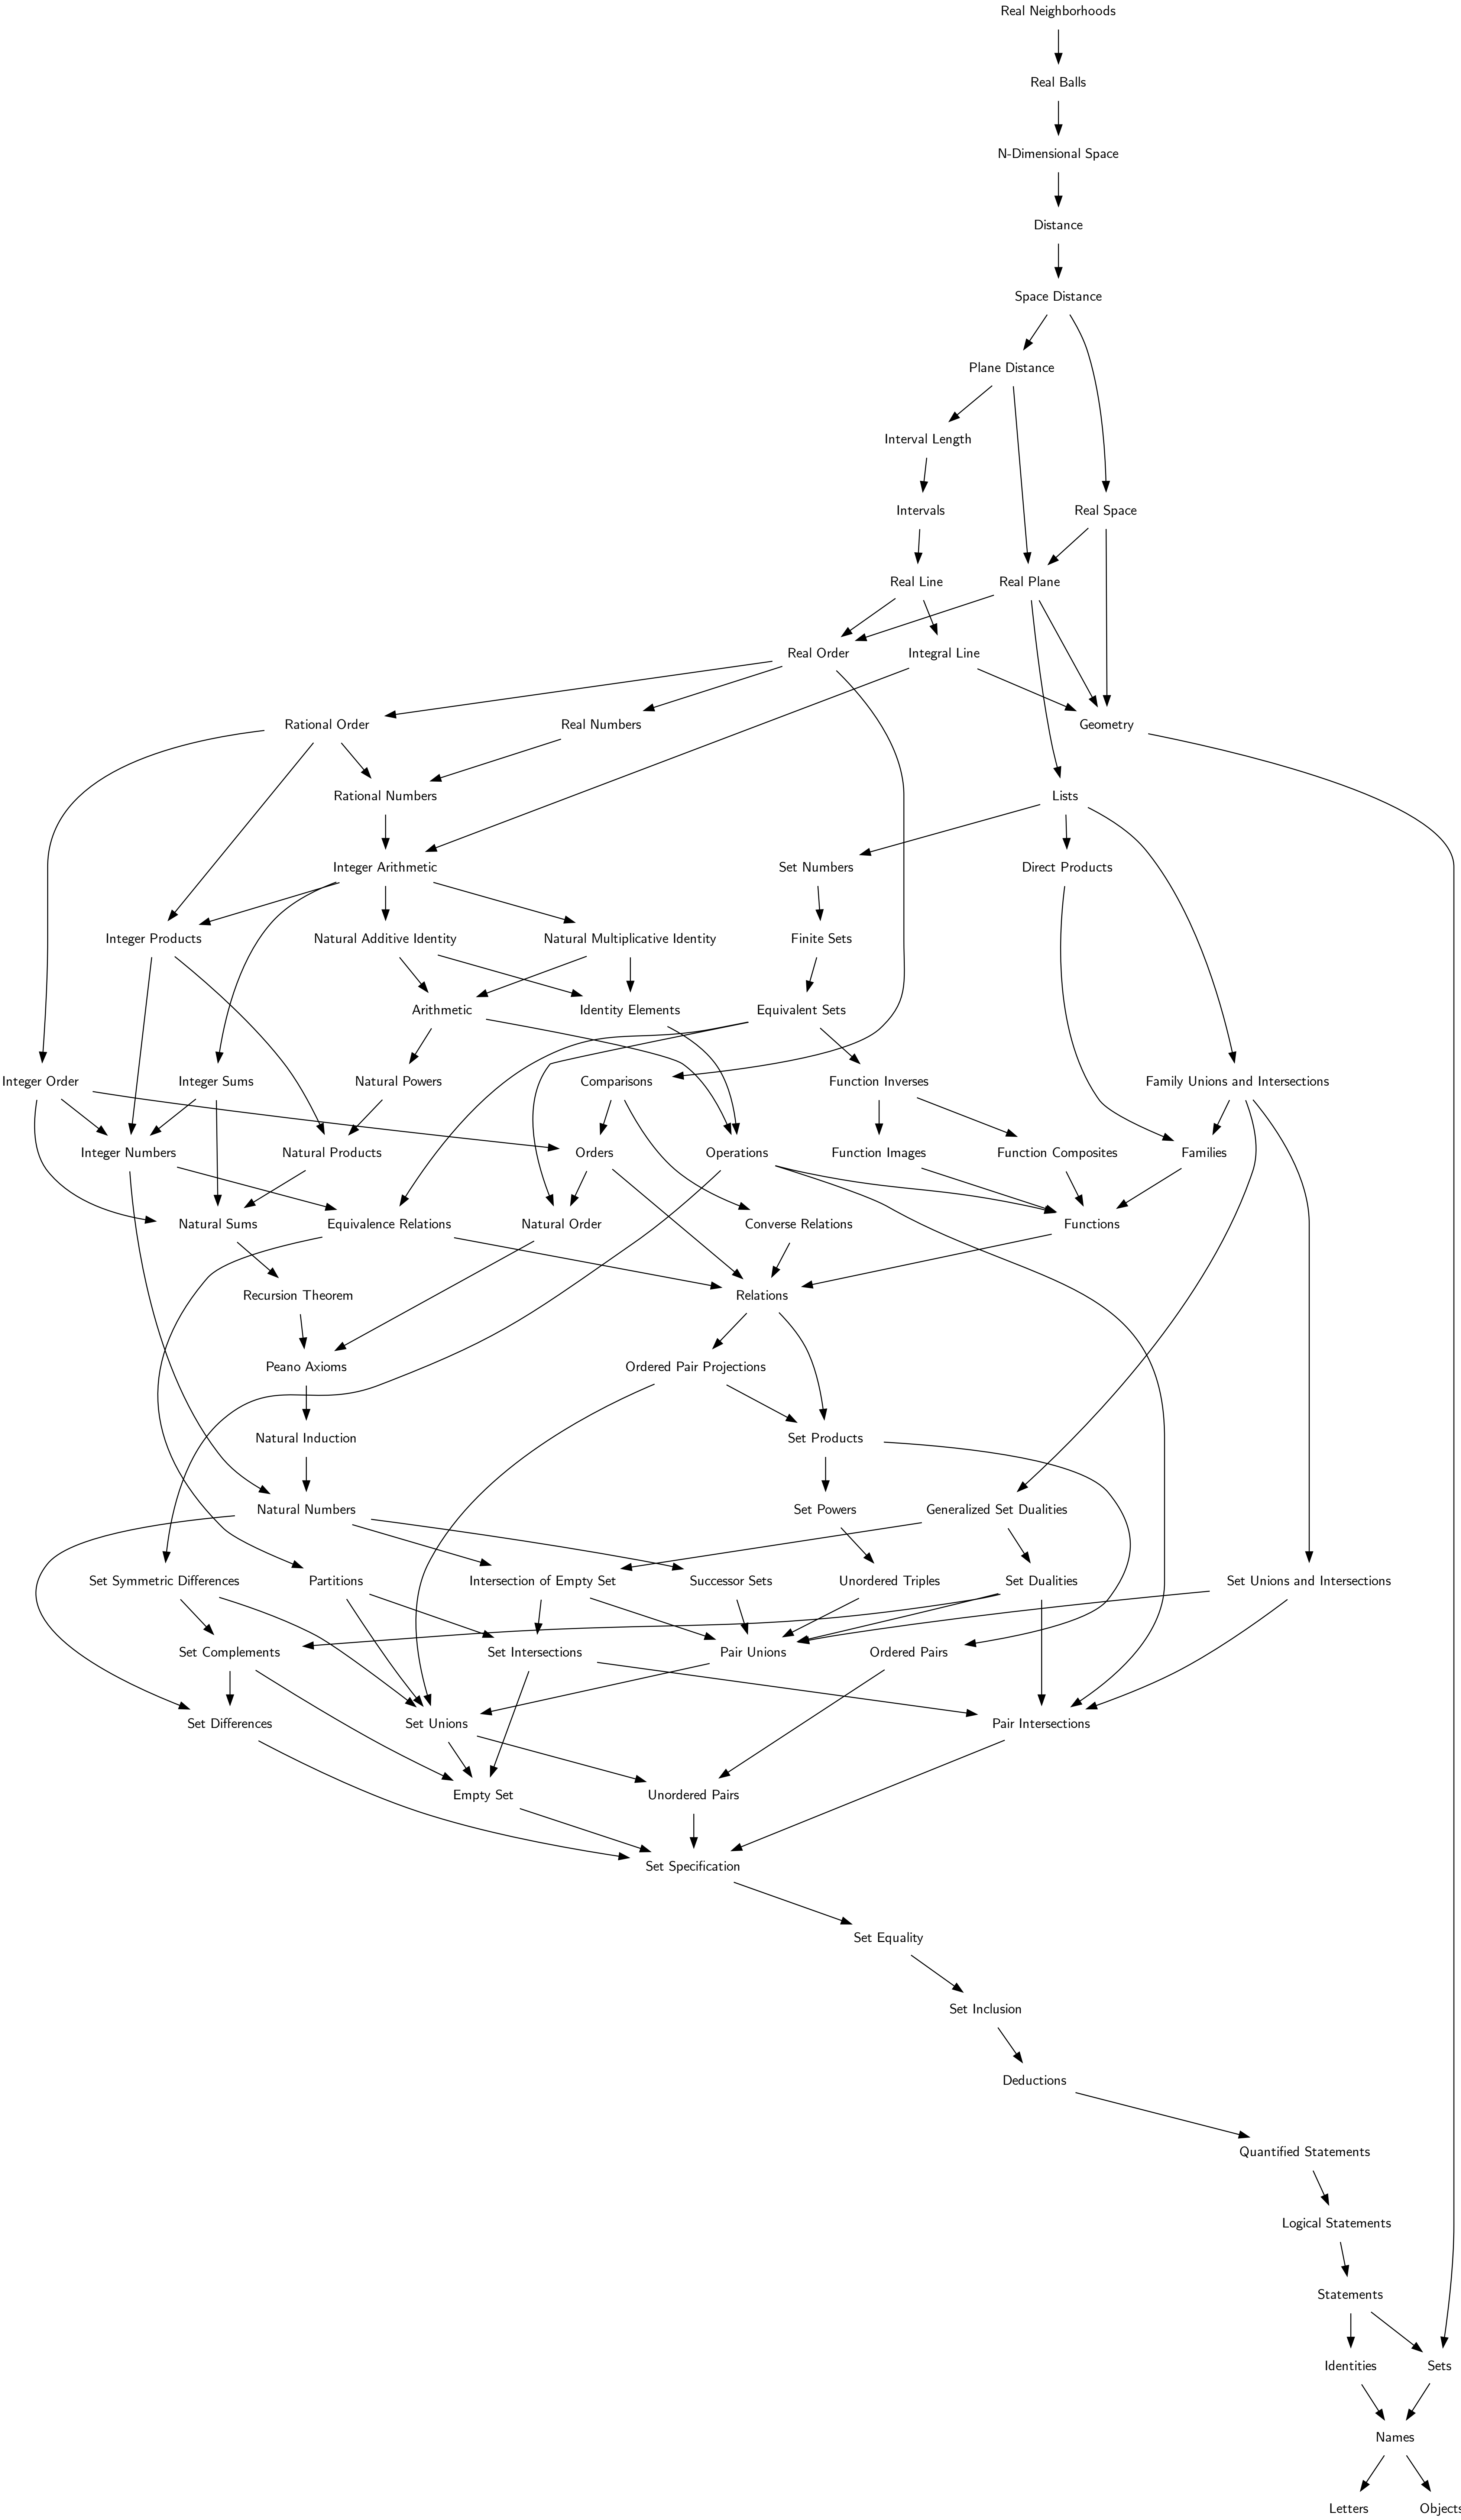 Real Neighborhoods
Real Balls
N-Dimensional Space
Distance
Space Distance
Plane Distance
Interval Length
Intervals
Real Space
Real Line
Real Plane
Real Order
Integral Line
Rational Order
Real Numbers
Geometry
Rational Numbers
Lists
Integer Arithmetic
Set Numbers
Direct Products
Integer Products
Natural Additive Identity
Natural Multiplicative Identity
Finite Sets
Arithmetic
Identity Elements
Equivalent Sets
Integer Order
Integer Sums
Natural Powers
Comparisons
Function Inverses
Family Unions and Intersections
Integer Numbers
Natural Products
Orders
Operations
Function Images
Function Composites
Families
Natural Sums
Equivalence Relations
Natural Order
Converse Relations
Functions
Recursion Theorem
Relations
Peano Axioms
Ordered Pair Projections
Natural Induction
Set Products
Natural Numbers
Set Powers
Generalized Set Dualities
Set Symmetric Differences
Partitions
Intersection of Empty Set
Successor Sets
Unordered Triples
Set Dualities
Set Unions and Intersections
Set Complements
Set Intersections
Pair Unions
Ordered Pairs
Set Differences
Set Unions
Pair Intersections
Empty Set
Unordered Pairs
Set Specification
Set Equality
Set Inclusion
Deductions
Quantified Statements
Logical Statements
Statements
Identities
Sets
Names
Letters
Objects